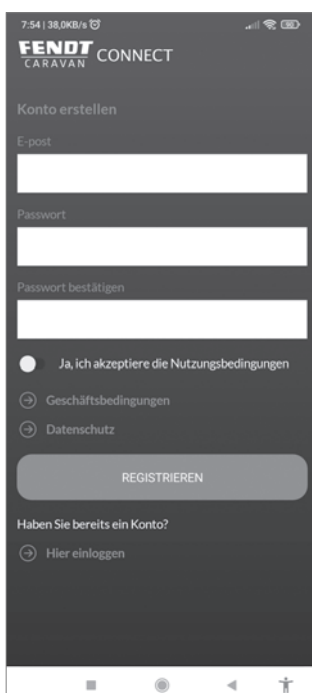 7:54 | 38,0KB/s
FENDT CONNECT
CARAVAN
Konto erstellen
E-post
Passwort
Passwort bestätigen
Ja, ich akzeptiere die Nutzungsbedingungen
Geschäftsbedingungen
Datenschutz
REGISTRIEREN
Haben Sie bereits ein Konto?
Hier einloggen